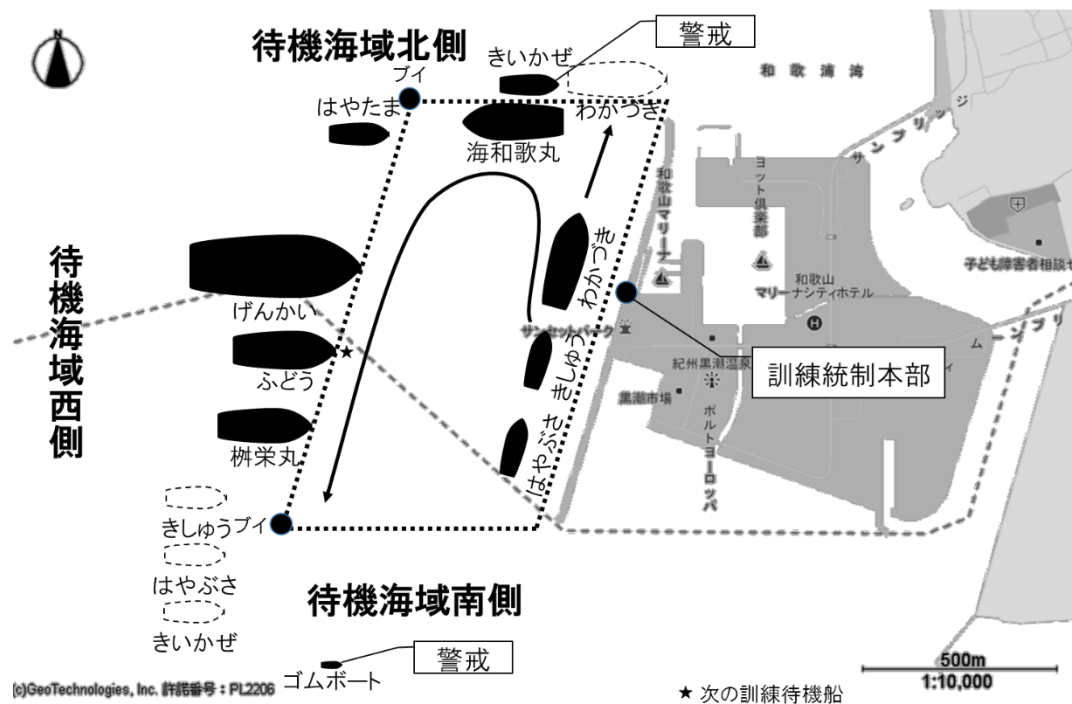 待機海域北側
警戒
きいかぜ
和歌浦湾
ブイ
はやたま
わかづき
海和歌丸
サンブリッジ
和歌山マリーナ
ヨット倶楽部
待機海域西側
わかづき
子ども障害者相談セ
和歌山
マリーナシティホテル
げんかい
サンセットパーク
きしゅう
ふどう
★
紀州黒潮温泉
訓練統制本部
黒潮市場
ポルトヨーロッパ
はやぶさ
桝栄丸
きしゅう
ブイ
はやぶさ
待機海域南側
きいかぜ
警戒
ゴムボート
500m
1:10,000
(c)GeoTechnologies, Inc. 許諾番号：PL2206
★ 次の訓練待機船